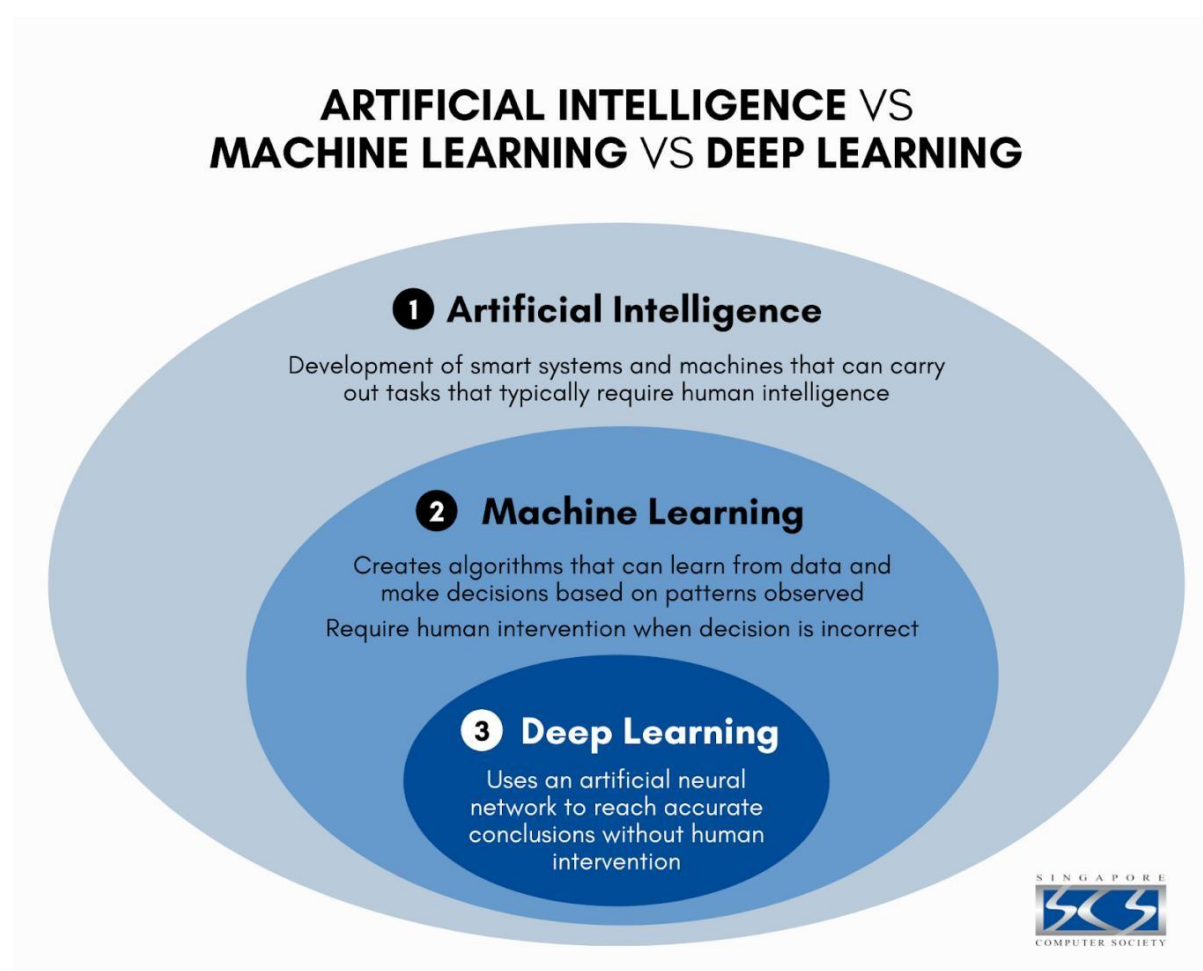 ARTIFICIAL INTELLIGENCE VS
MACHINE LEARNING VS DEEP LEARNING
1 Artificial Intelligence
Development of smart systems and machines that can carry
out tasks that typically require human intelligence
2 Machine Learning
Creates algorithms that can learn from data and
make decisions based on patterns observed
Require human intervention when decision is incorrect
3 Deep Learning
Uses an artificial neural
network to reach accurate
conclusions without human
intervention
SINGAPORE
SCS
COMPUTER SOCIETY